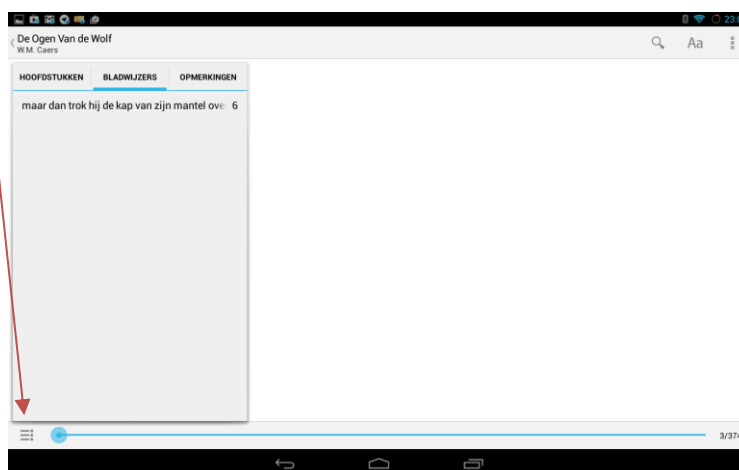 De Ogen Van de Wolf
W.M. Caers
Aa
HOOFDSTUKKEN BLADWIJZERS OPMERKINGEN
maar dan trok hij de kap van zijn mantel ove 6
3/374